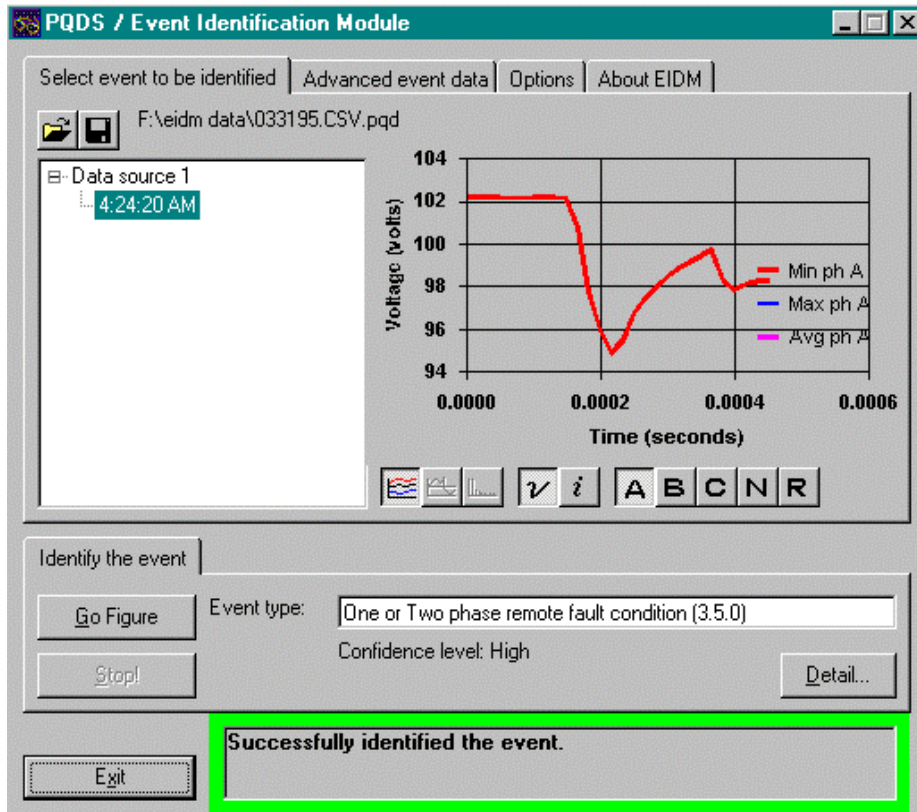 PQDS / Event Identification Module
Select event to be identified
Advanced event data
Options
About EIDM
F:\eidm data\033195.CSV.pqd
Data source 1
4:24:20 AM
104
102
100
98
96
94
Voltage (volts)
0.0000
0.0002
0.0004
0.0006
Time (seconds)
Min ph A
Max ph A
Avg ph A
v
i
A
B
C
N
R
Identify the event
Go Figure
Event type:
One or Two phase remote fault condition (3.5.0)
Stop!
Confidence level: High
Detail...
Successfully identified the event.
Exit